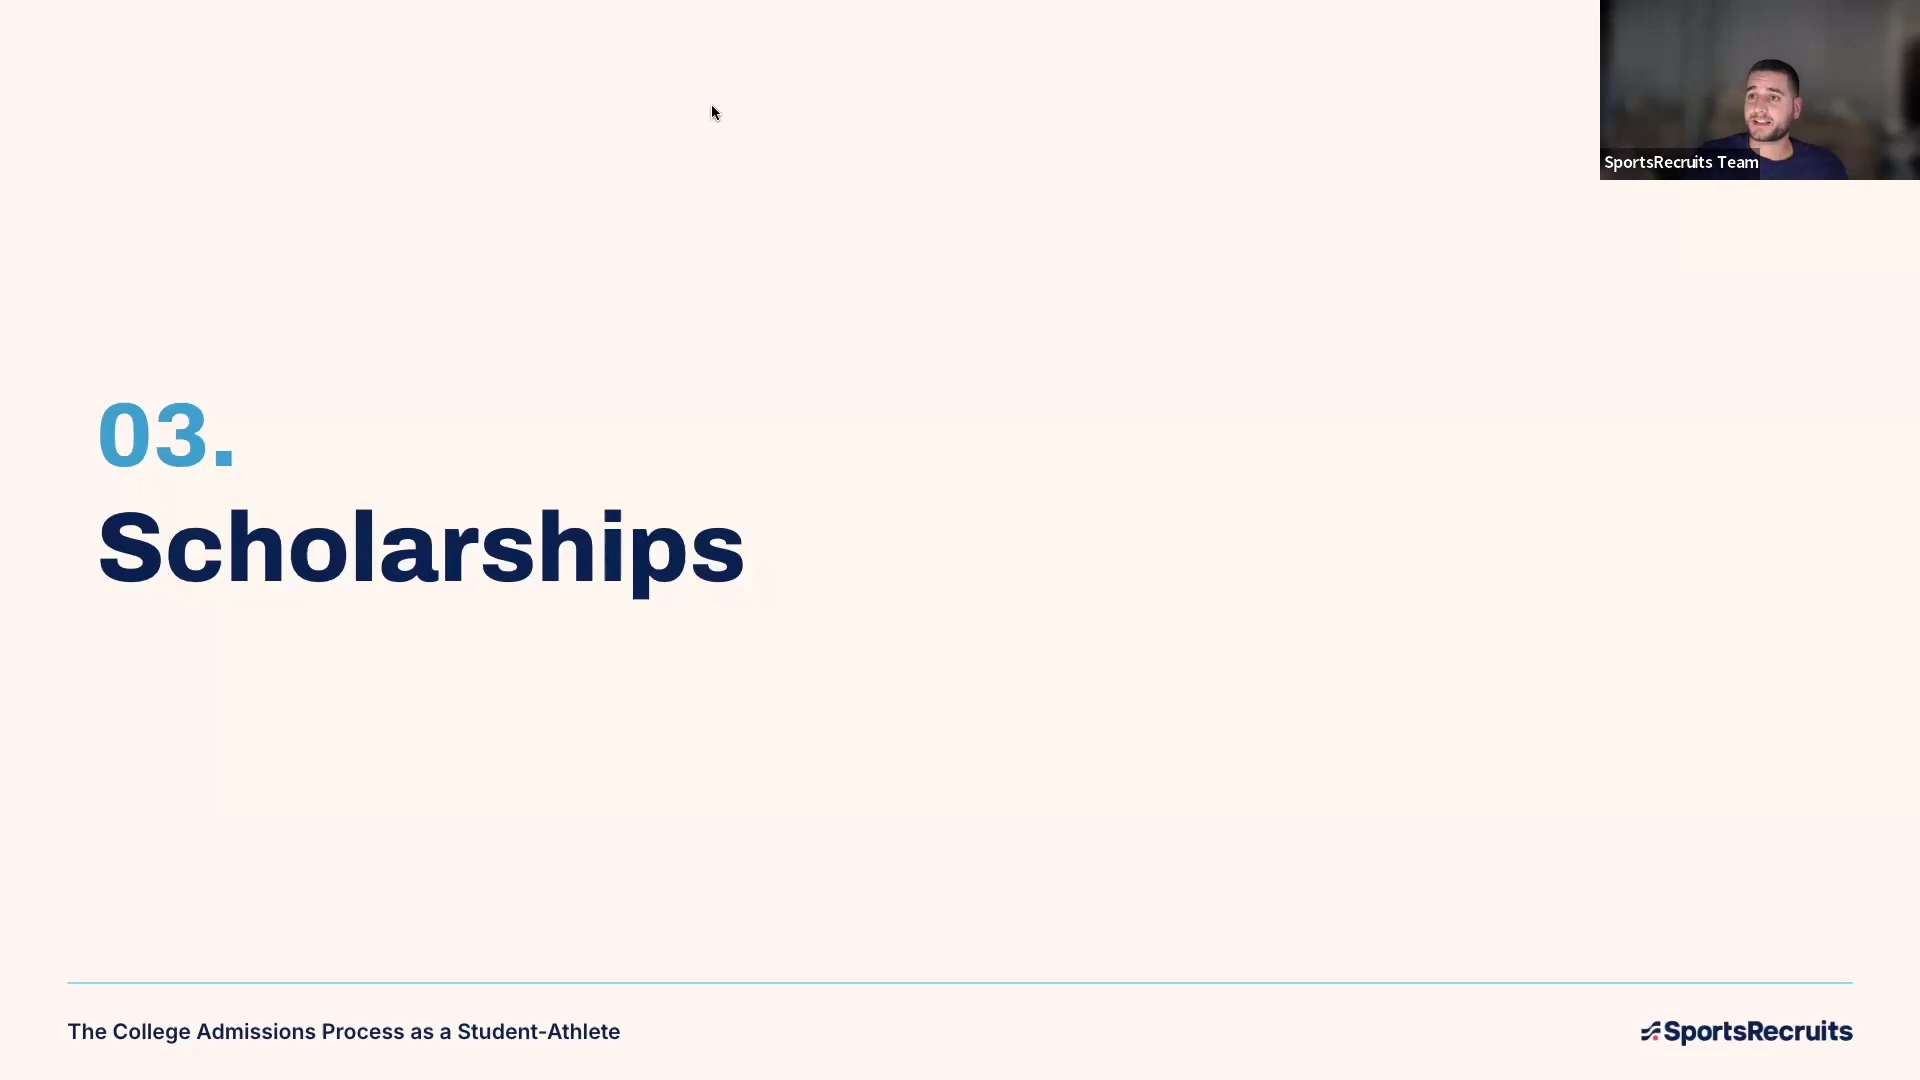 SportsRecruits Team
03.
Scholarships
The College Admissions Process as a Student-Athlete
SportsRecruits